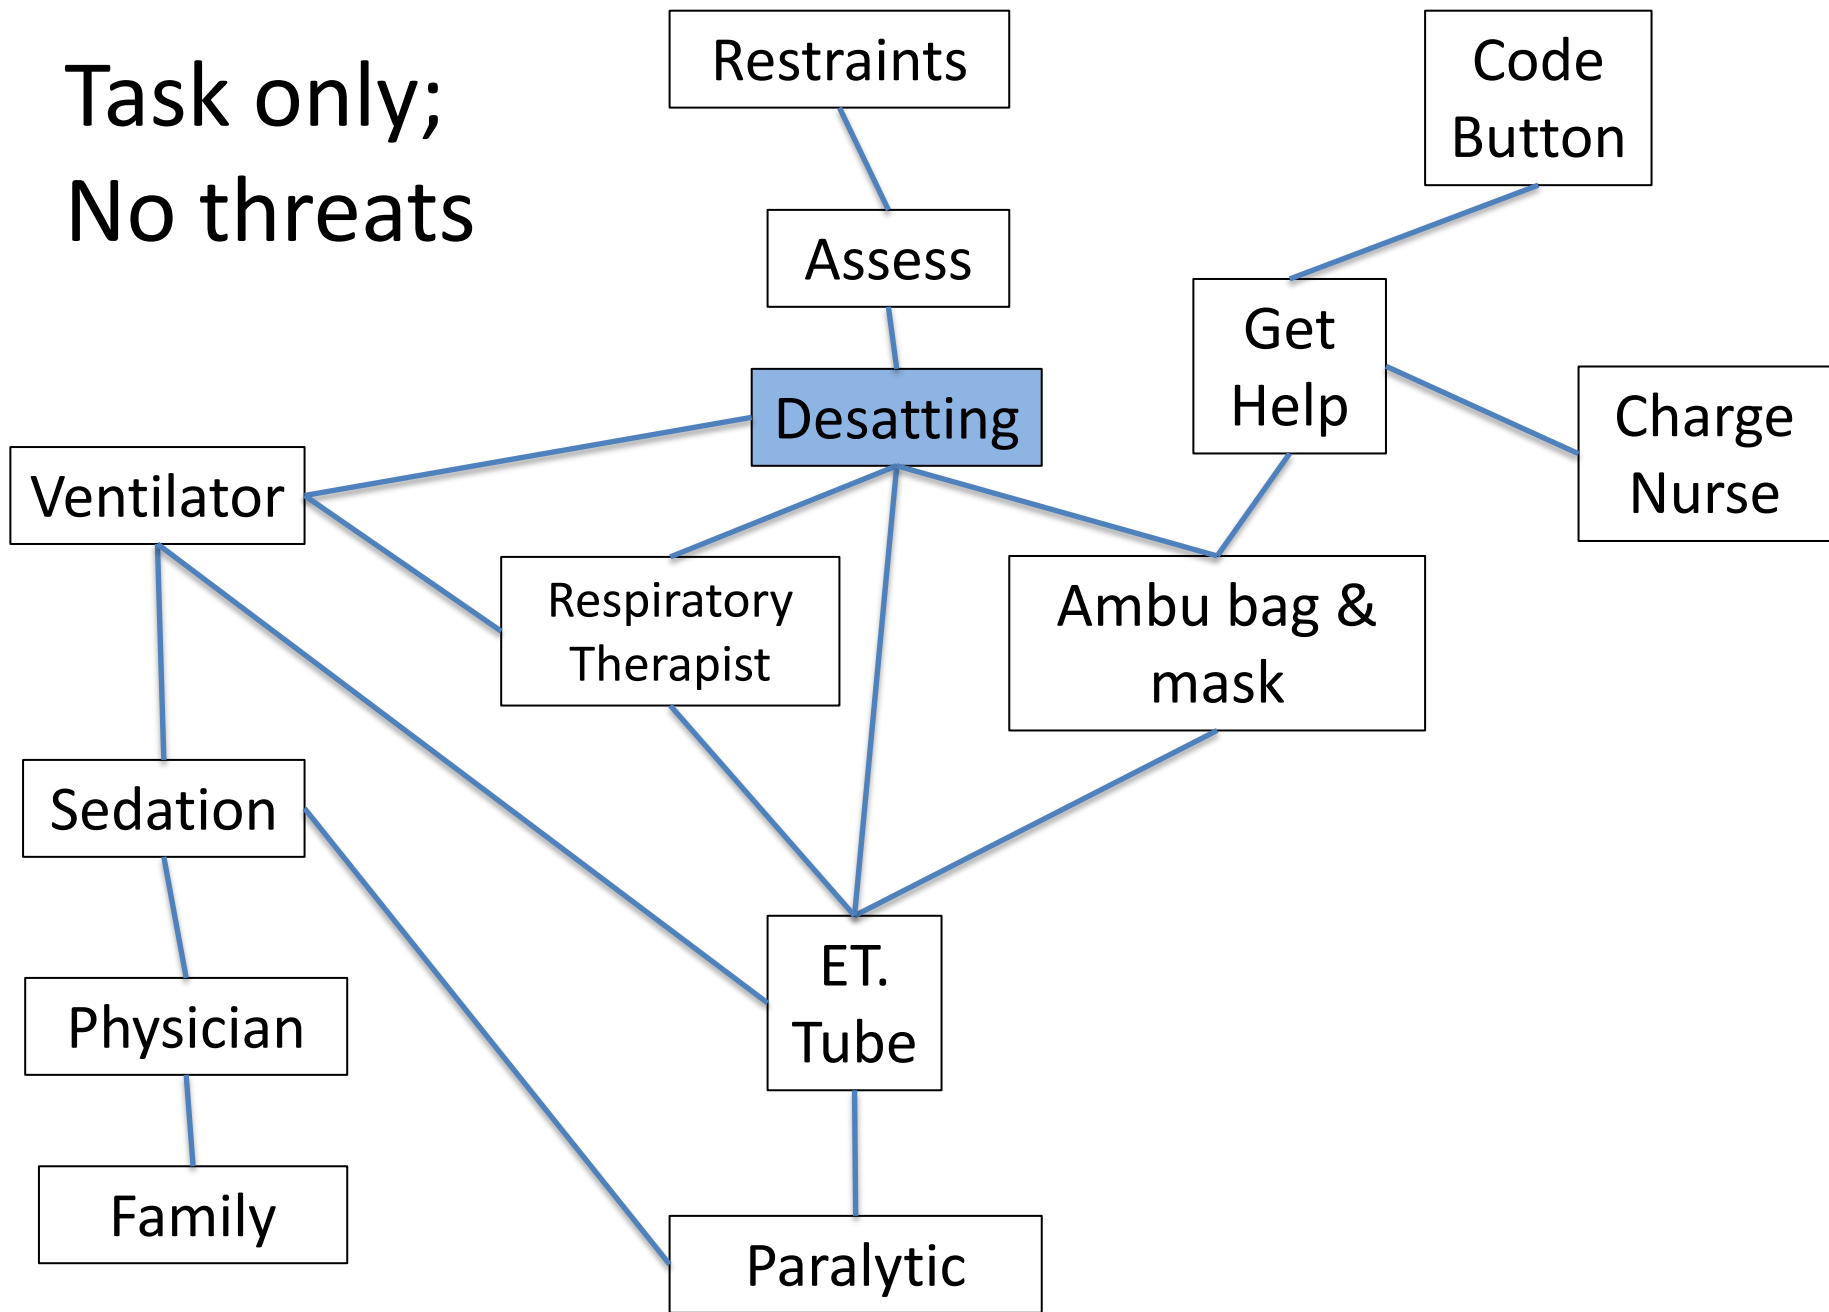 Task only;
No threats
Restraints
Code
Button
Assess
Get
Help
Desatting
Charge
Nurse
Ventilator
Respiratory
Therapist
Ambu bag &
mask
Sedation
ET.
Tube
Physician
Family
Paralytic